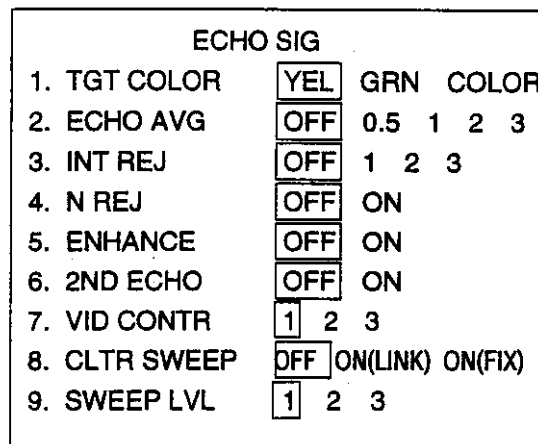 ECHO SIG
1. TGT COLOR YEL GRN COLOR
2. ECHO AVG OFF 0.5 1 2 3
3. INT REJ OFF 1 2 3
4. N REJ OFF ON
5. ENHANCE OFF ON
6. 2ND ECHO OFF ON
7. VID CONTR 1 2 3
8. CLTR SWEEP OFF ON(LINK) ON(FIX)
9. SWEEP LVL 1 2 3